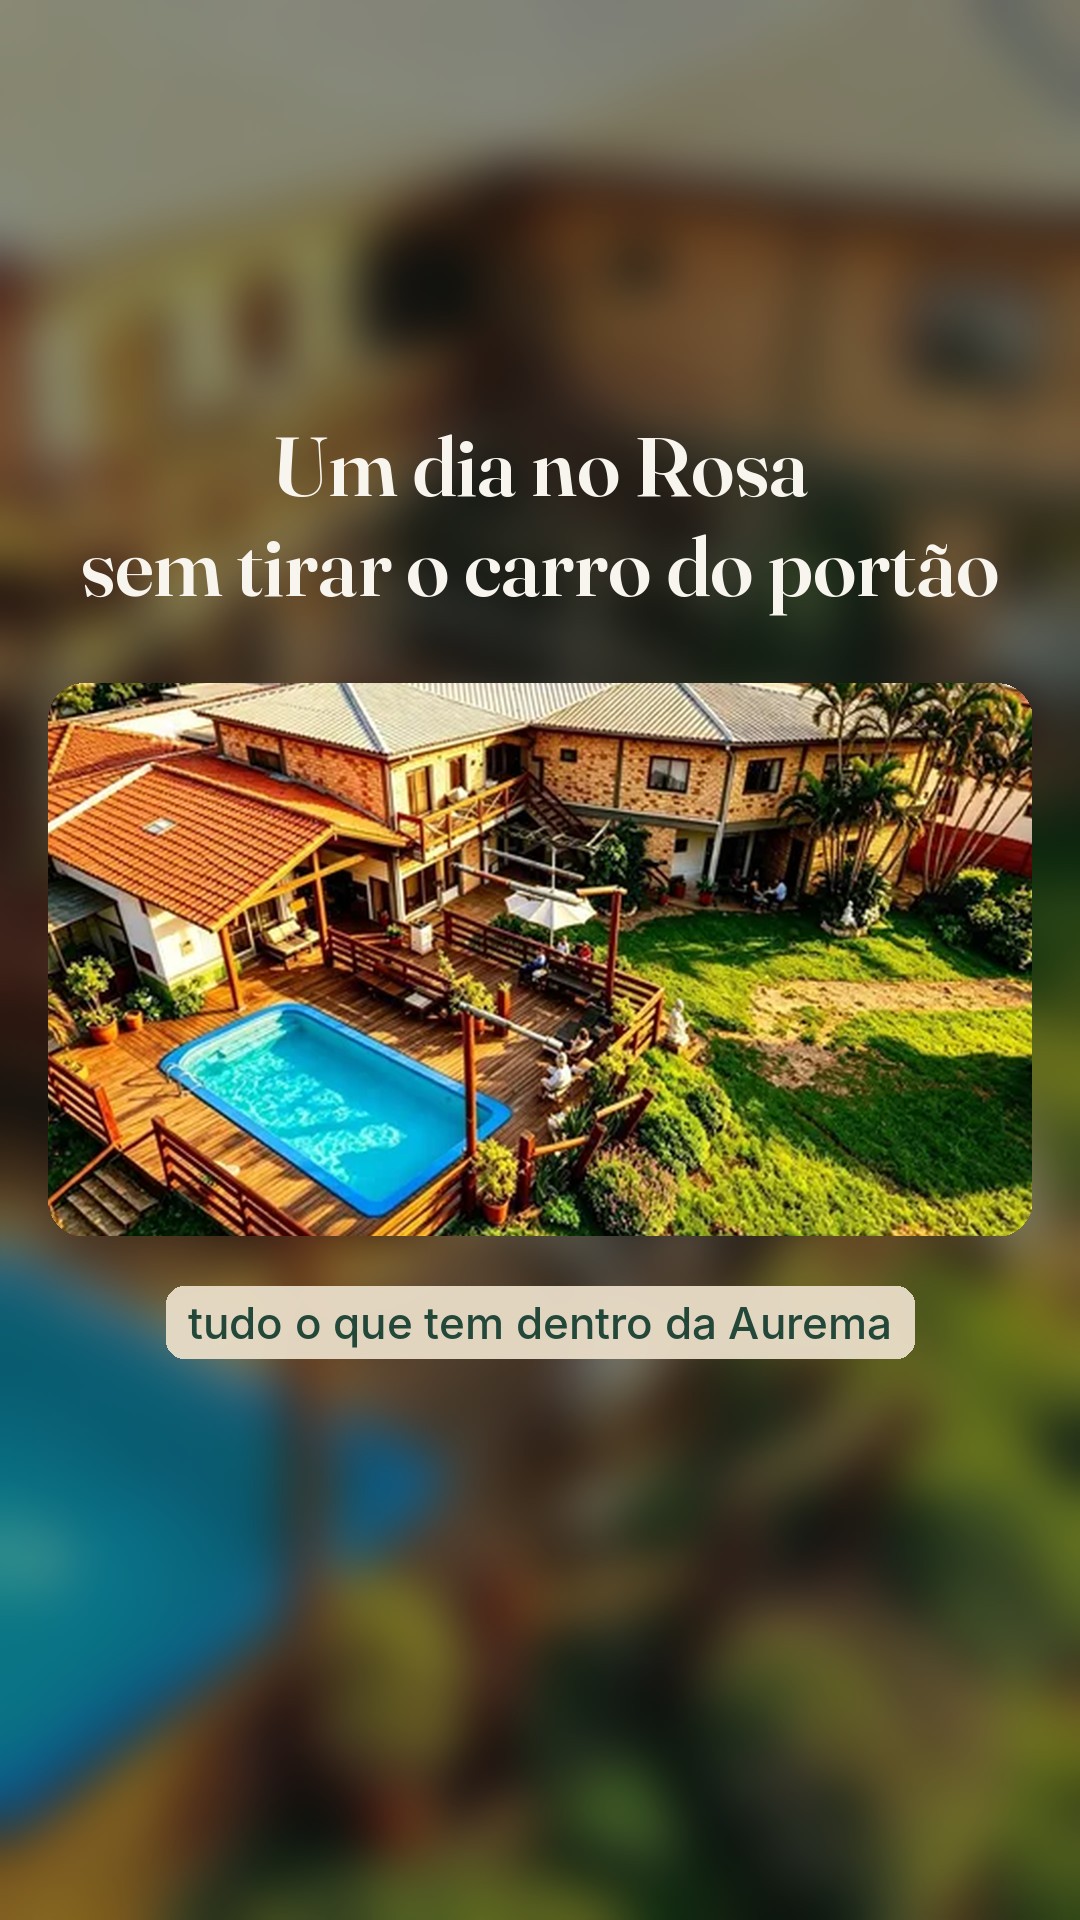 Um dia no Rosa
sem tirar o carro do portão
tudo o que tem dentro da Aurema